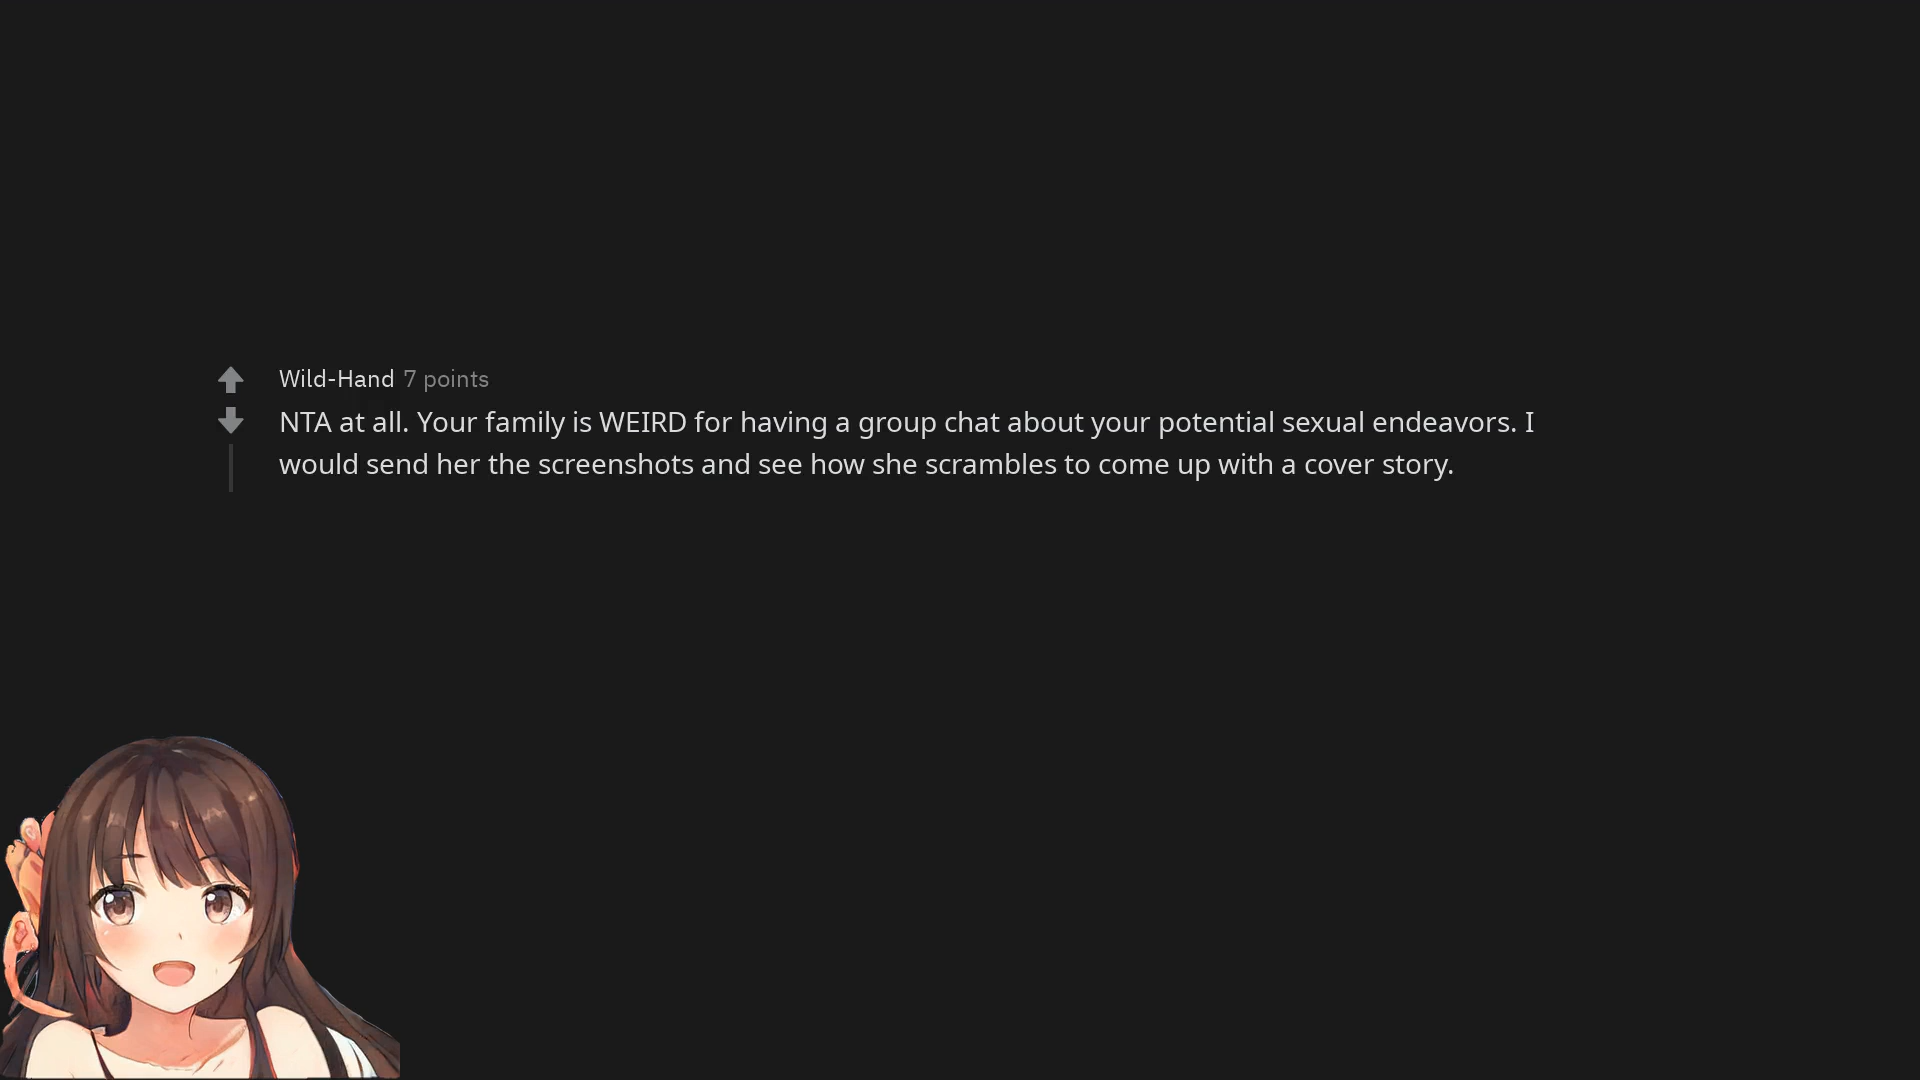 Wild-Hand 7 points
NTA at all. Your family is WEIRD for having a group chat about your potential sexual endeavors. I
would send her the screenshots and see how she scrambles to come up with a cover story.